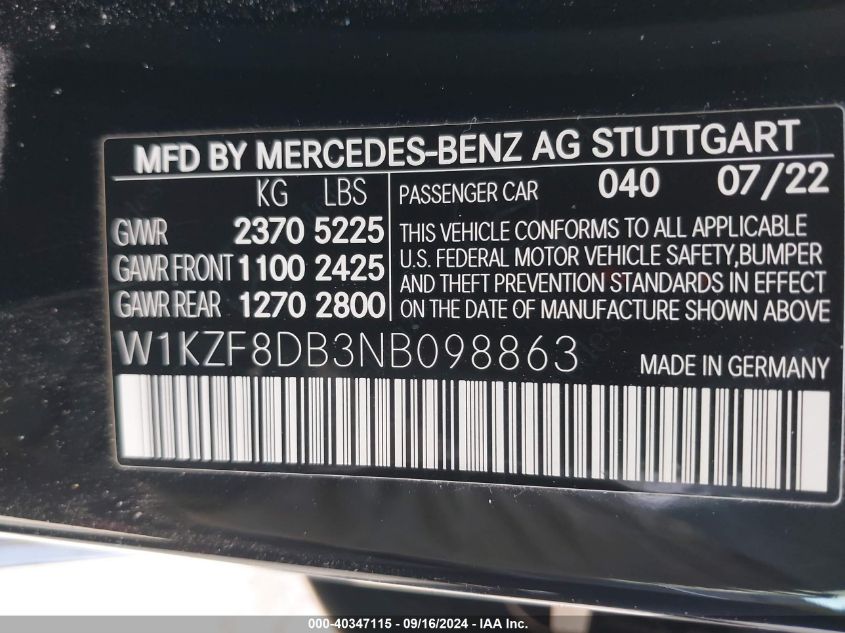 MFD BY MERCEDES-BENZ AG STUTTGART
KG LBS
GVWR 2370 5225
GAWR FRONT 1100 2425
GAWR REAR 1270 2800
PASSENGER CAR 040 07/22
THIS VEHICLE CONFORMS TO ALL APPLICABLE
U.S. FEDERAL MOTOR VEHICLE SAFETY, BUMPER
AND THEFT PREVENTION STANDARDS IN EFFECT
ON THE DATE OF MANUFACTURE SHOWN ABOVE
W1KZF8DB3NB098863
MADE IN GERMANY
000-40347115 - 09/16/2024 - IAA Inc.